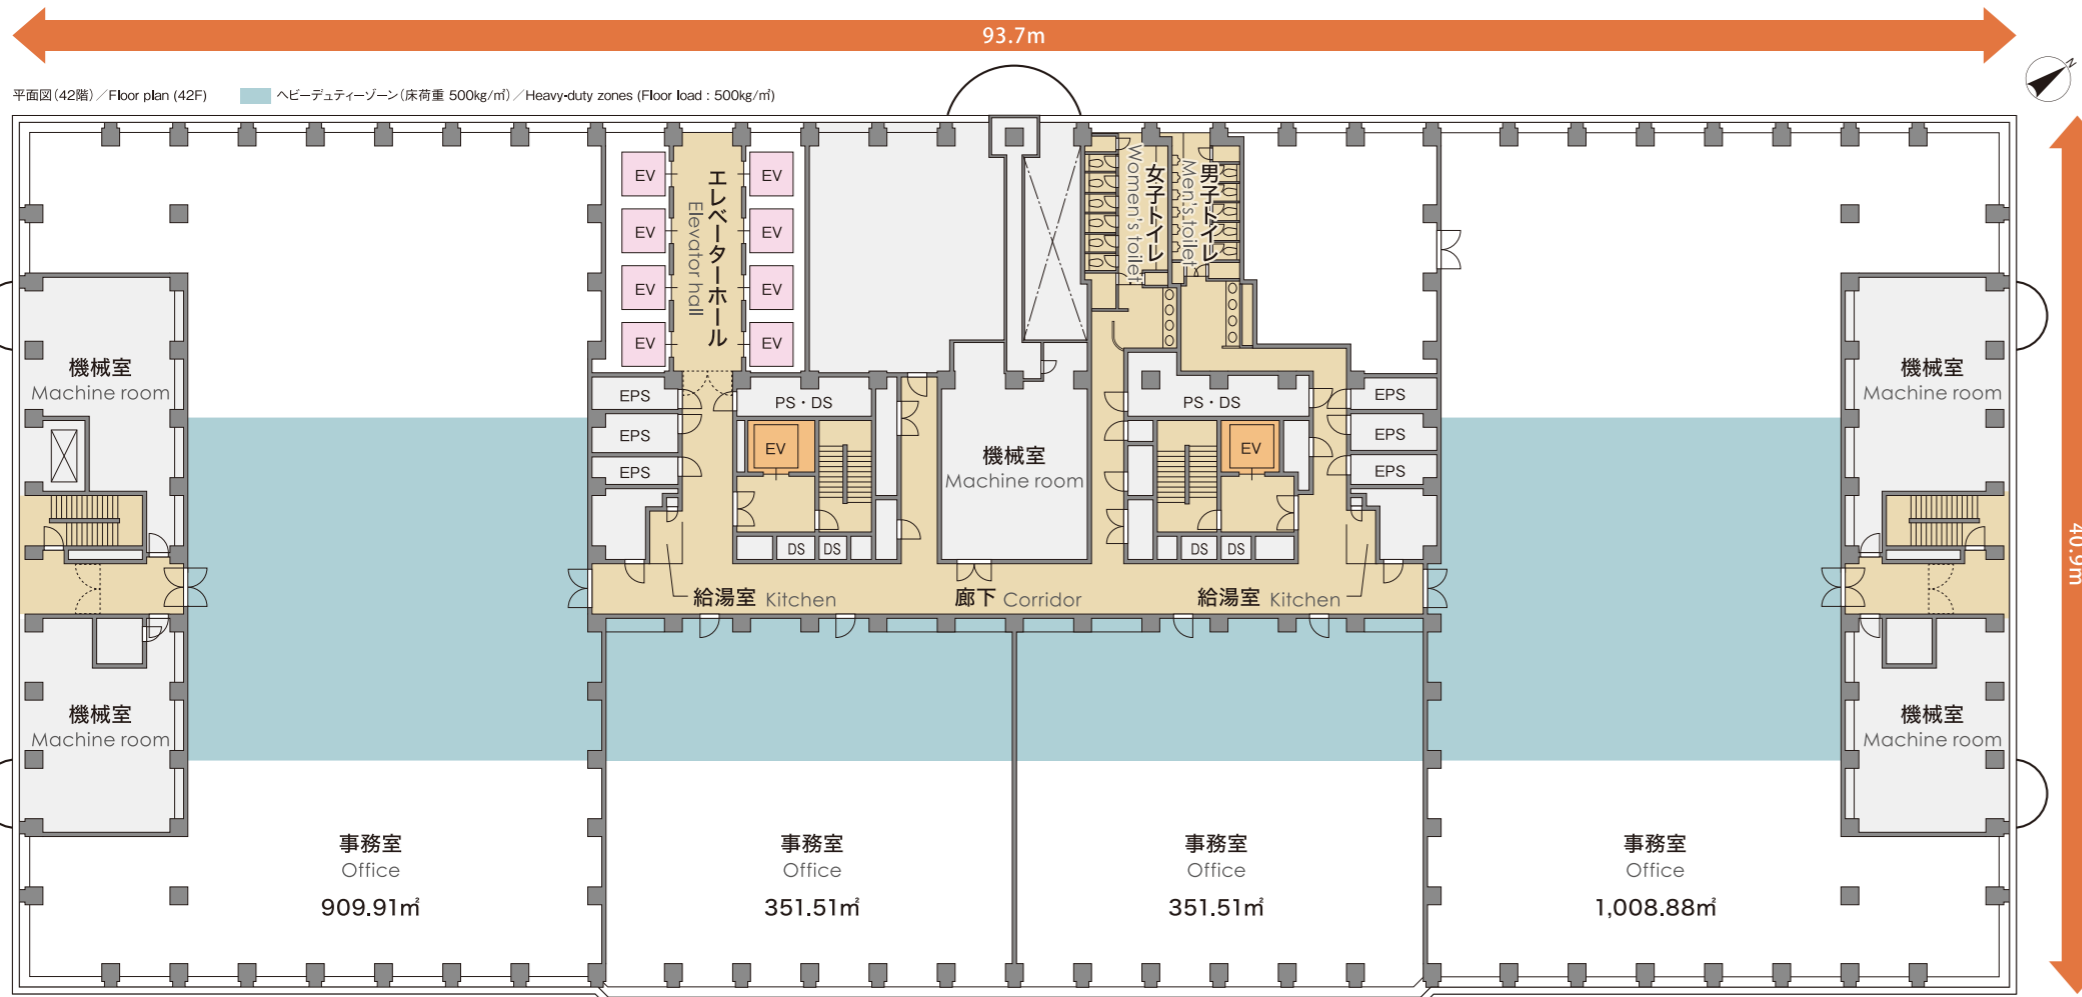 93.7m
N
平面図(42階)／Floor plan (42F)
ヘビーデューティーゾーン(床荷重 500kg/㎡)／Heavy-duty zones (Floor load : 500kg/㎡)
40.9m
EV
EV
EV
EV
EV
EV
EV
EV
エレベーターホール
Elevator hall
女子トイレ
Women's toilet
男子トイレ
Men's toilet
機械室
Machine room
機械室
Machine room
EPS
EPS
EPS
PS・DS
EV
DS
DS
機械室
Machine room
PS・DS
EV
DS
DS
EPS
EPS
EPS
給湯室 Kitchen
廊下 Corridor
給湯室 Kitchen
機械室
Machine room
機械室
Machine room
事務室
Office
909.91㎡
事務室
Office
351.51㎡
事務室
Office
351.51㎡
事務室
Office
1,008.88㎡